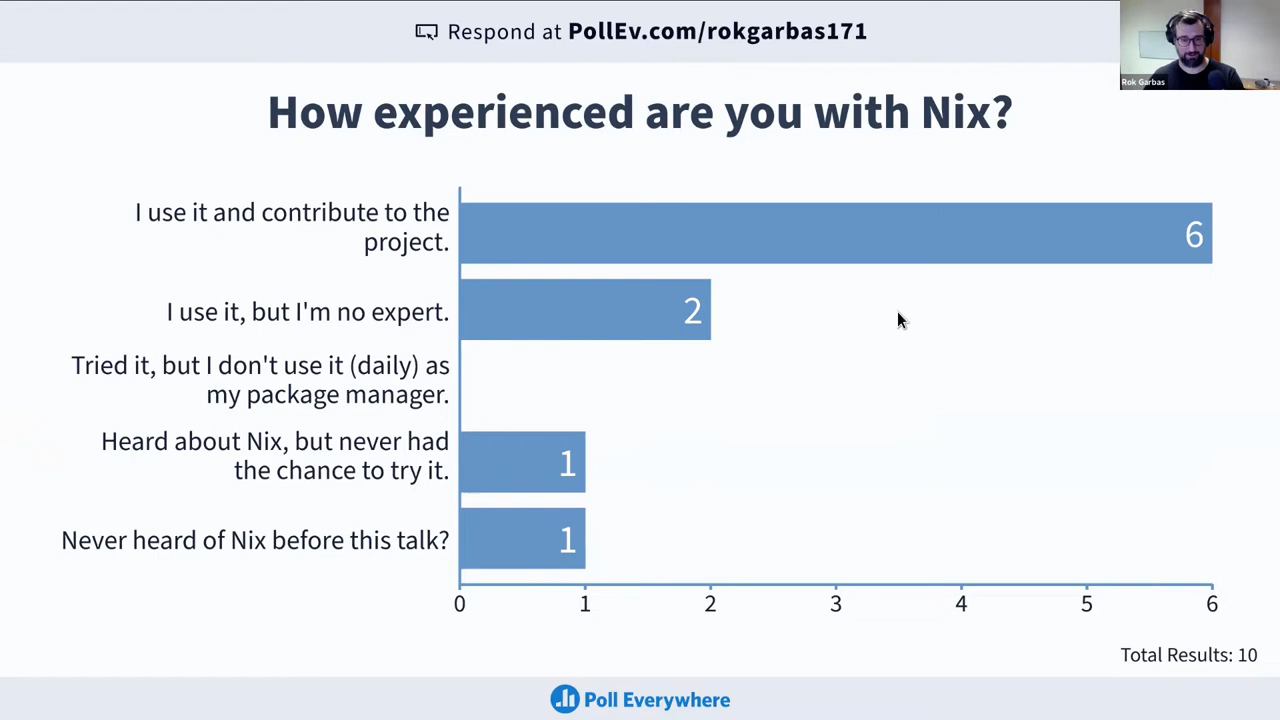 Respond at PollEv.com/rokgarbas171
Rok Garbas
How experienced are you with Nix?
I use it and contribute to the
project.
6
I use it, but I'm no expert.
2
Tried it, but I don't use it (daily) as
my package manager.
Heard about Nix, but never had
the chance to try it.
1
Never heard of Nix before this talk?
1
0 1 2 3 4 5 6
Total Results: 10
Poll Everywhere